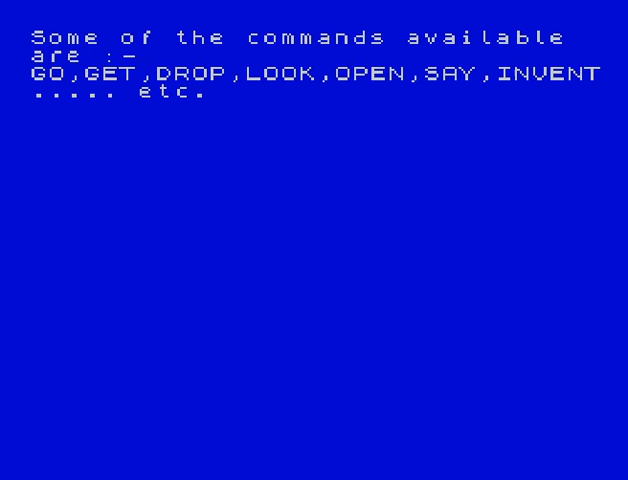 Some of the commands available
are :-
GO,GET,DROP,LOOK,OPEN,SAY,INVENT
..... etc.